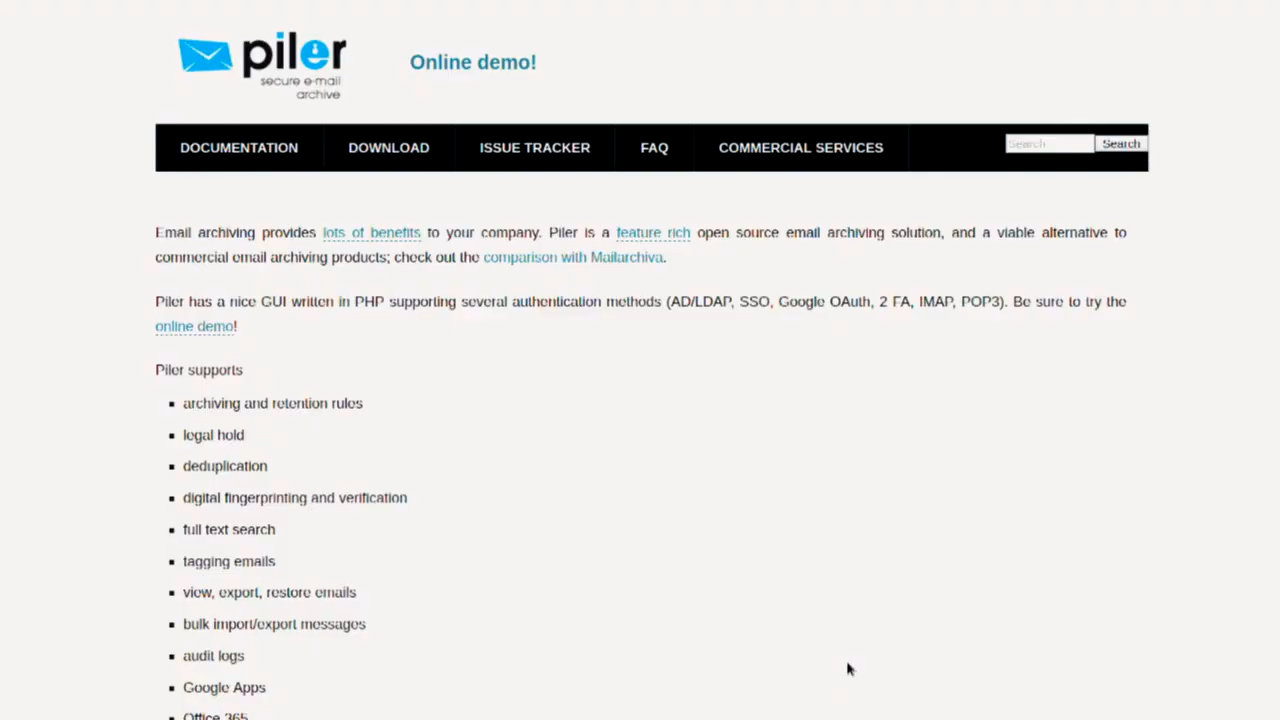 piler
secure e-mail
archive
Online demo!
DOCUMENTATION DOWNLOAD ISSUE TRACKER FAQ COMMERCIAL SERVICES Search Search
Email archiving provides lots of benefits to your company. Piler is a feature rich open source email archiving solution, and a viable alternative to
commercial email archiving products; check out the comparison with Mailarchiva.
Piler has a nice GUI written in PHP supporting several authentication methods (AD/LDAP, SSO, Google OAuth, 2 FA, IMAP, POP3). Be sure to try the
online demo!
Piler supports
archiving and retention rules
legal hold
deduplication
digital fingerprinting and verification
full text search
tagging emails
view, export, restore emails
bulk import/export messages
audit logs
Google Apps
Office 365